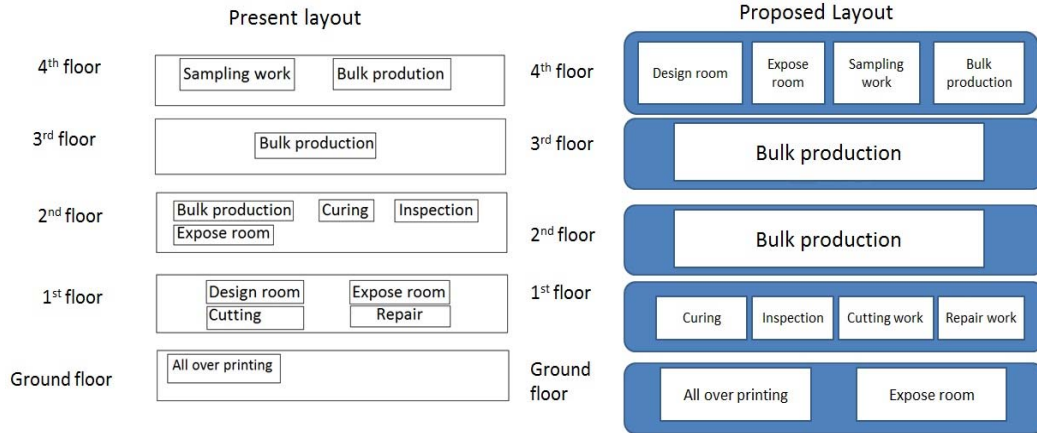 Present layout
4th floor
Sampling work
Bulk prodution
3rd floor
Bulk production
2nd floor
Bulk production
Curing
Inspection
Expose room
1st floor
Design room
Expose room
Cutting
Repair
Ground floor
All over printing
Proposed Layout
4th floor
Design room
Expose
room
Sampling
work
Bulk
production
3rd floor
Bulk production
2nd floor
Bulk production
1st floor
Curing
Inspection
Cutting work
Repair work
Ground
floor
All over printing
Expose room